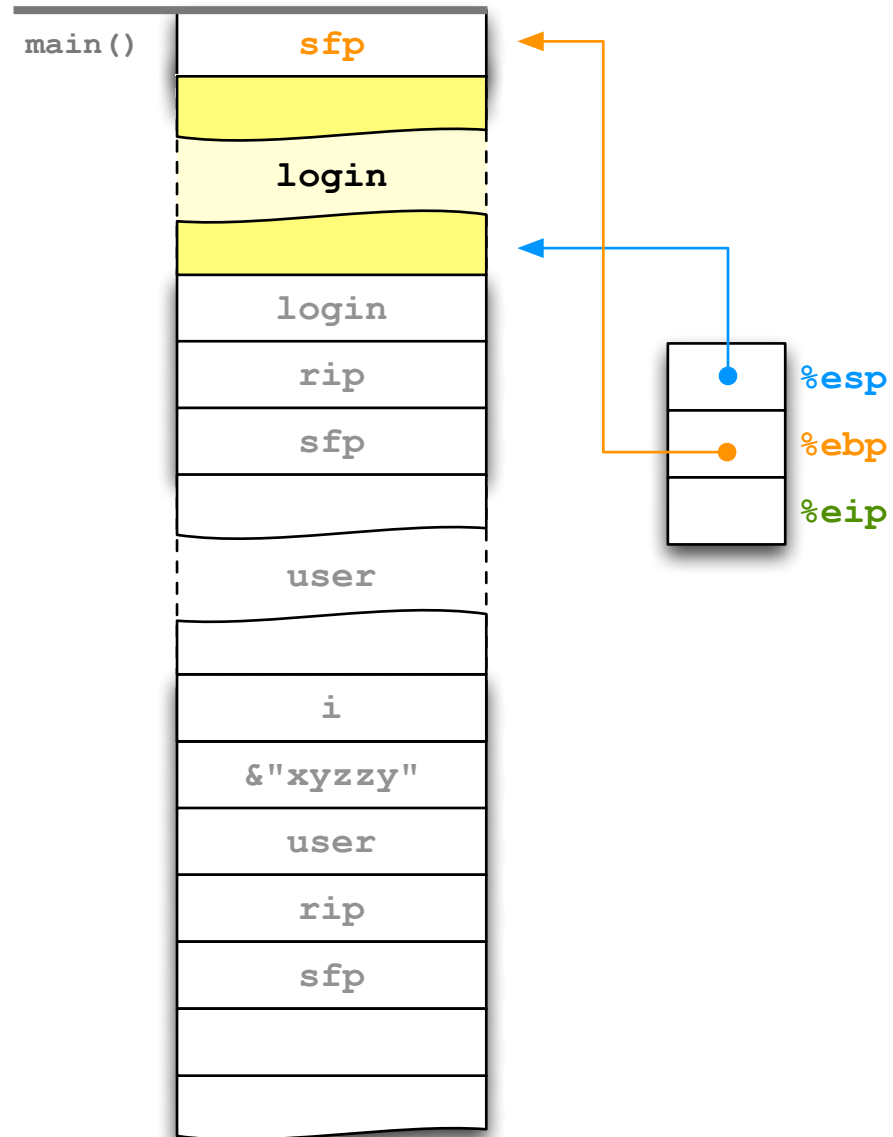 main()
sfp
login
login
rip
%esp
sfp
%ebp
%eip
user
i
&"xyzzy"
user
rip
sfp